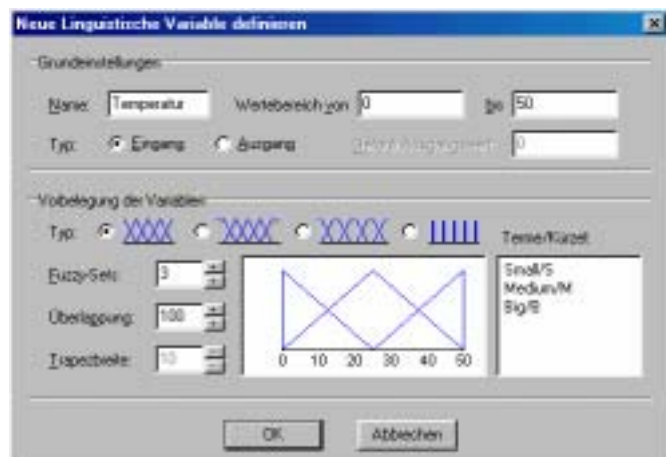 Neue Linguistische Variable definieren
Grundeinstellungen
Name: Temperatur Wertebereich von 0 bis 50
Typ: Eingang Ausgang 0
Vorbelegung der Variablen
Typ: Terme/Kürzel:
Fuzzy-Sets: 3
Small/S
Medium/M
Big/B
Überlappung: 100
Trapezbreite: 10
0 10 20 30 40 50
OK Abbrechen